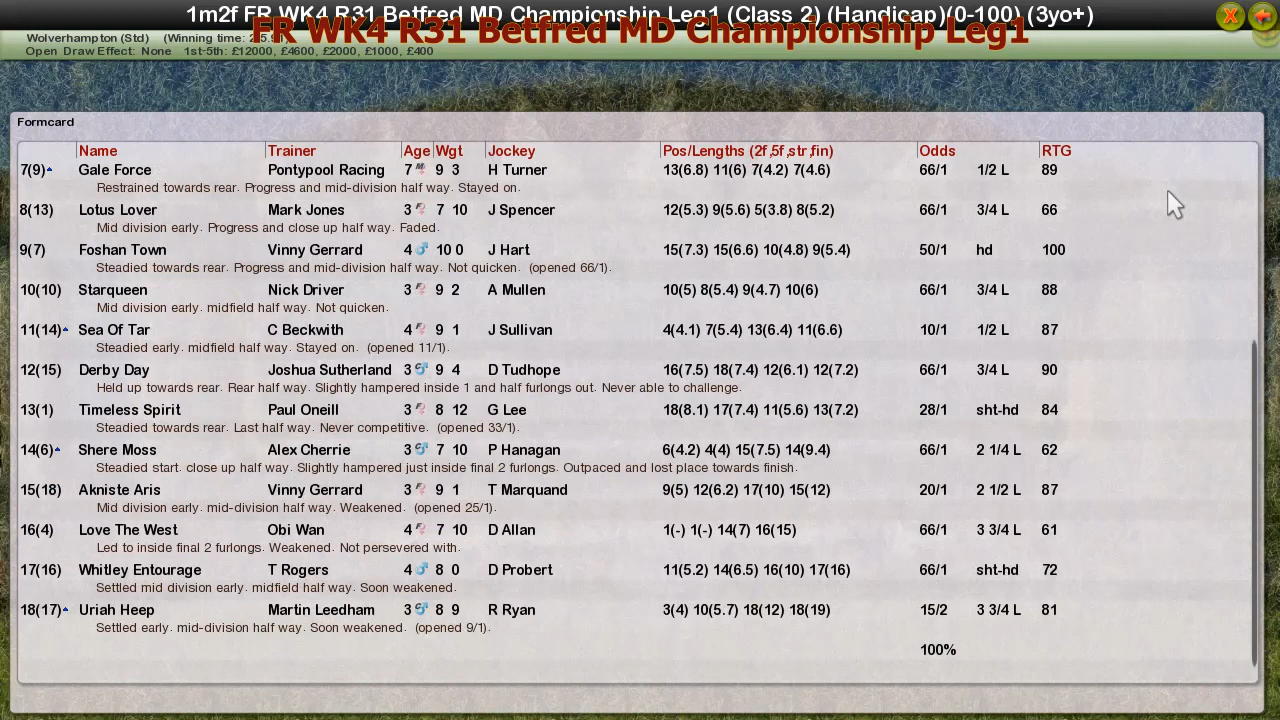 1m2f FR WK4 R31 Betfred MD Championship Leg1 (Class 2) (Handicap)(0-100) (3yo+)
FR WK4 R31 Betfred MD Championship Leg1
Wolverhampton (Std) (Winning time:
Open Draw Effect: None 1st-5th: £12000, £4600, £2000, £1000, £400
Formcard
Name Trainer Age Wgt Jockey Pos/Lengths (2f,5f,str,fin) Odds RTG
7(9) Gale Force Pontypool Racing 7 9 3 H Turner 13(6.8) 11(6) 7(4.2) 7(4.6) 66/1 1/2 L 89
Restrained towards rear. Progress and mid-division half way. Stayed on.
8(13) Lotus Lover Mark Jones 3 7 10 J Spencer 12(5.3) 9(5.6) 5(3.8) 8(5.2) 66/1 3/4 L 66
Mid division early. Progress and close up half way. Faded.
9(7) Foshan Town Vinny Gerrard 4 10 0 J Hart 15(7.3) 15(6.6) 10(4.8) 9(5.4) 50/1 hd 100
Steadied towards rear. Progress and mid-division half way. Not quicken. (opened 66/1).
10(10) Starqueen Nick Driver 3 9 2 A Mullen 10(5) 8(5.4) 9(4.7) 10(6) 66/1 3/4 L 88
Mid division early. midfield half way. Not quicken.
11(14) Sea Of Tar C Beckwith 4 9 1 J Sullivan 4(4.1) 7(5.4) 13(6.4) 11(6.6) 10/1 1/2 L 87
Steadied early. midfield half way. Stayed on. (opened 11/1).
12(15) Derby Day Joshua Sutherland 3 9 4 D Tudhope 16(7.5) 18(7.4) 12(6.1) 12(7.2) 66/1 3/4 L 90
Held up towards rear. Rear half way. Slightly hampered inside 1 and half furlongs out. Never able to challenge.
13(1) Timeless Spirit Paul Oneill 3 8 12 G Lee 18(8.1) 17(7.4) 11(5.6) 13(7.2) 28/1 sht-hd 84
Steadied towards rear. Last half way. Never competitive. (opened 33/1).
14(6) Shere Moss Alex Cherrie 3 7 10 P Hanagan 6(4.2) 4(4) 15(7.5) 14(9.4) 66/1 2 1/4 L 62
Steadied start. close up half way. Slightly hampered just inside final 2 furlongs. Outpaced and lost place towards finish.
15(18) Akniste Aris Vinny Gerrard 3 9 1 T Marquand 9(5) 12(6.2) 17(10) 15(12) 20/1 2 1/2 L 87
Mid division early. mid-division half way. Weakened. (opened 25/1).
16(4) Love The West Obi Wan 4 7 10 D Allan 1(-) 1(-) 14(7) 16(15) 66/1 3 3/4 L 61
Led to inside final 2 furlongs. Weakened. Not persevered with.
17(16) Whitley Entourage T Rogers 4 8 0 D Probert 11(5.2) 14(6.5) 16(10) 17(16) 66/1 sht-hd 72
Settled mid division early. midfield half way. Soon weakened.
18(17) Uriah Heep Martin Leedham 3 8 9 R Ryan 3(4) 10(5.7) 18(12) 18(19) 15/2 3 3/4 L 81
Settled early. mid-division half way. Soon weakened. (opened 9/1).
100%